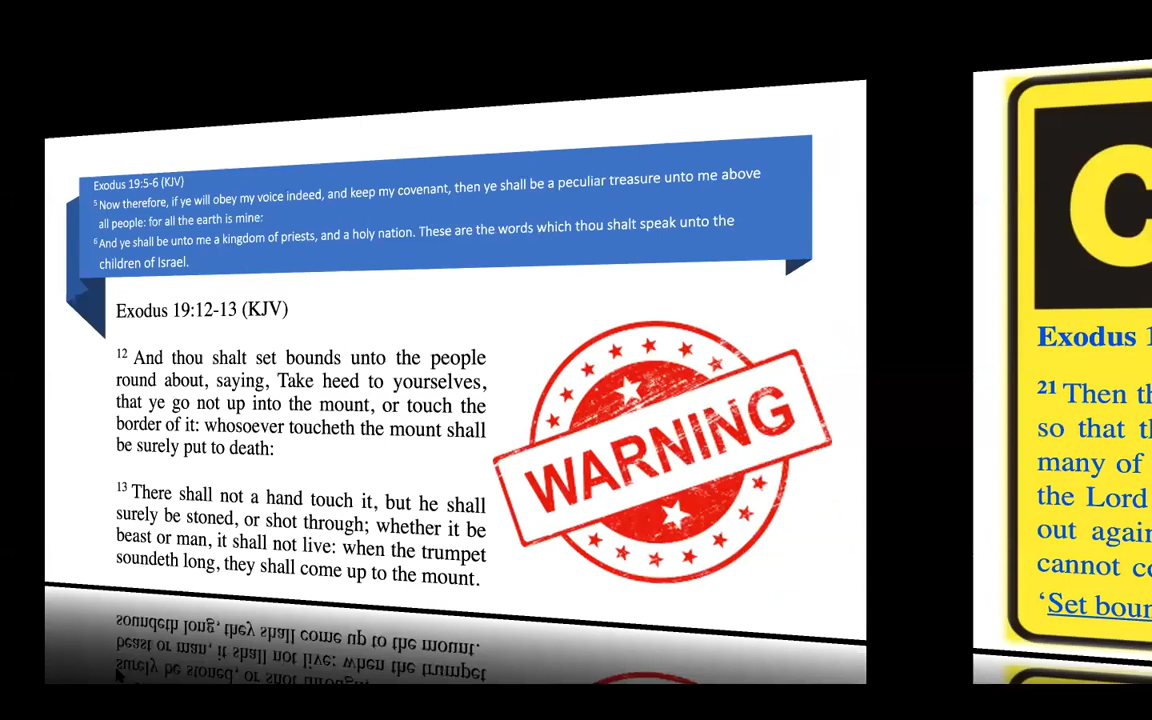 Exodus 19:5-6 (KJV)
5 Now therefore, if ye will obey my voice indeed, and keep my covenant, then ye shall be a peculiar treasure unto me above
all people: for all the earth is mine:
6 And ye shall be unto me a kingdom of priests, and a holy nation. These are the words which thou shalt speak unto the
children of Israel.
Exodus 19:12-13 (KJV)
12 And thou shalt set bounds unto the people
round about, saying, Take heed to yourselves,
that ye go not up into the mount, or touch the
border of it: whosoever toucheth the mount shall
be surely put to death:
13 There shall not a hand touch it, but he shall
surely be stoned, or shot through; whether it be
beast or man, it shall not live: when the trumpet
soundeth long, they shall come up to the mount.
WARNING
C
Exodus 1
21 Then th
so that th
many of
the Lord
out again
cannot co
‘Set boun